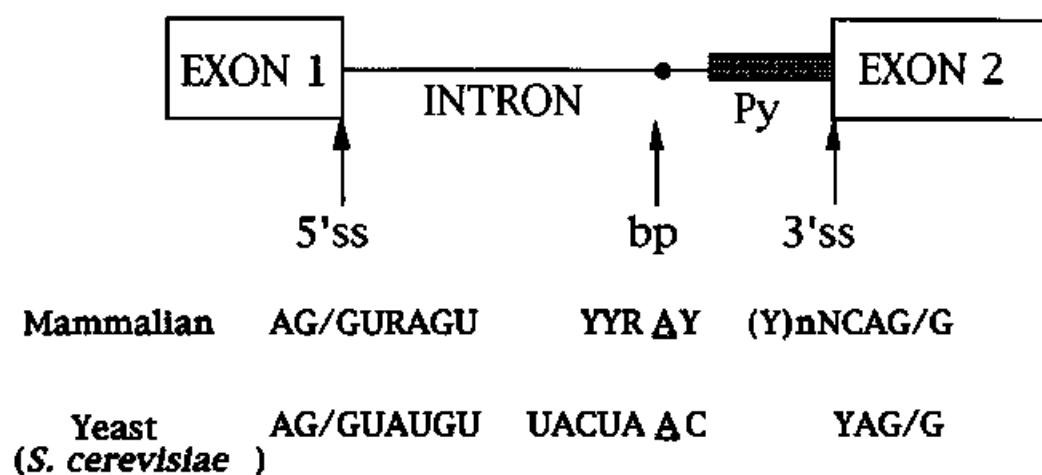 EXON 1
INTRON
Py
EXON 2
5'ss
bp
3'ss
Mammalian AG/GURAGU YYRAY (Y)nNCAG/G
Yeast AG/GUAUGU UACUAAC YAG/G
(S. cerevisiae )